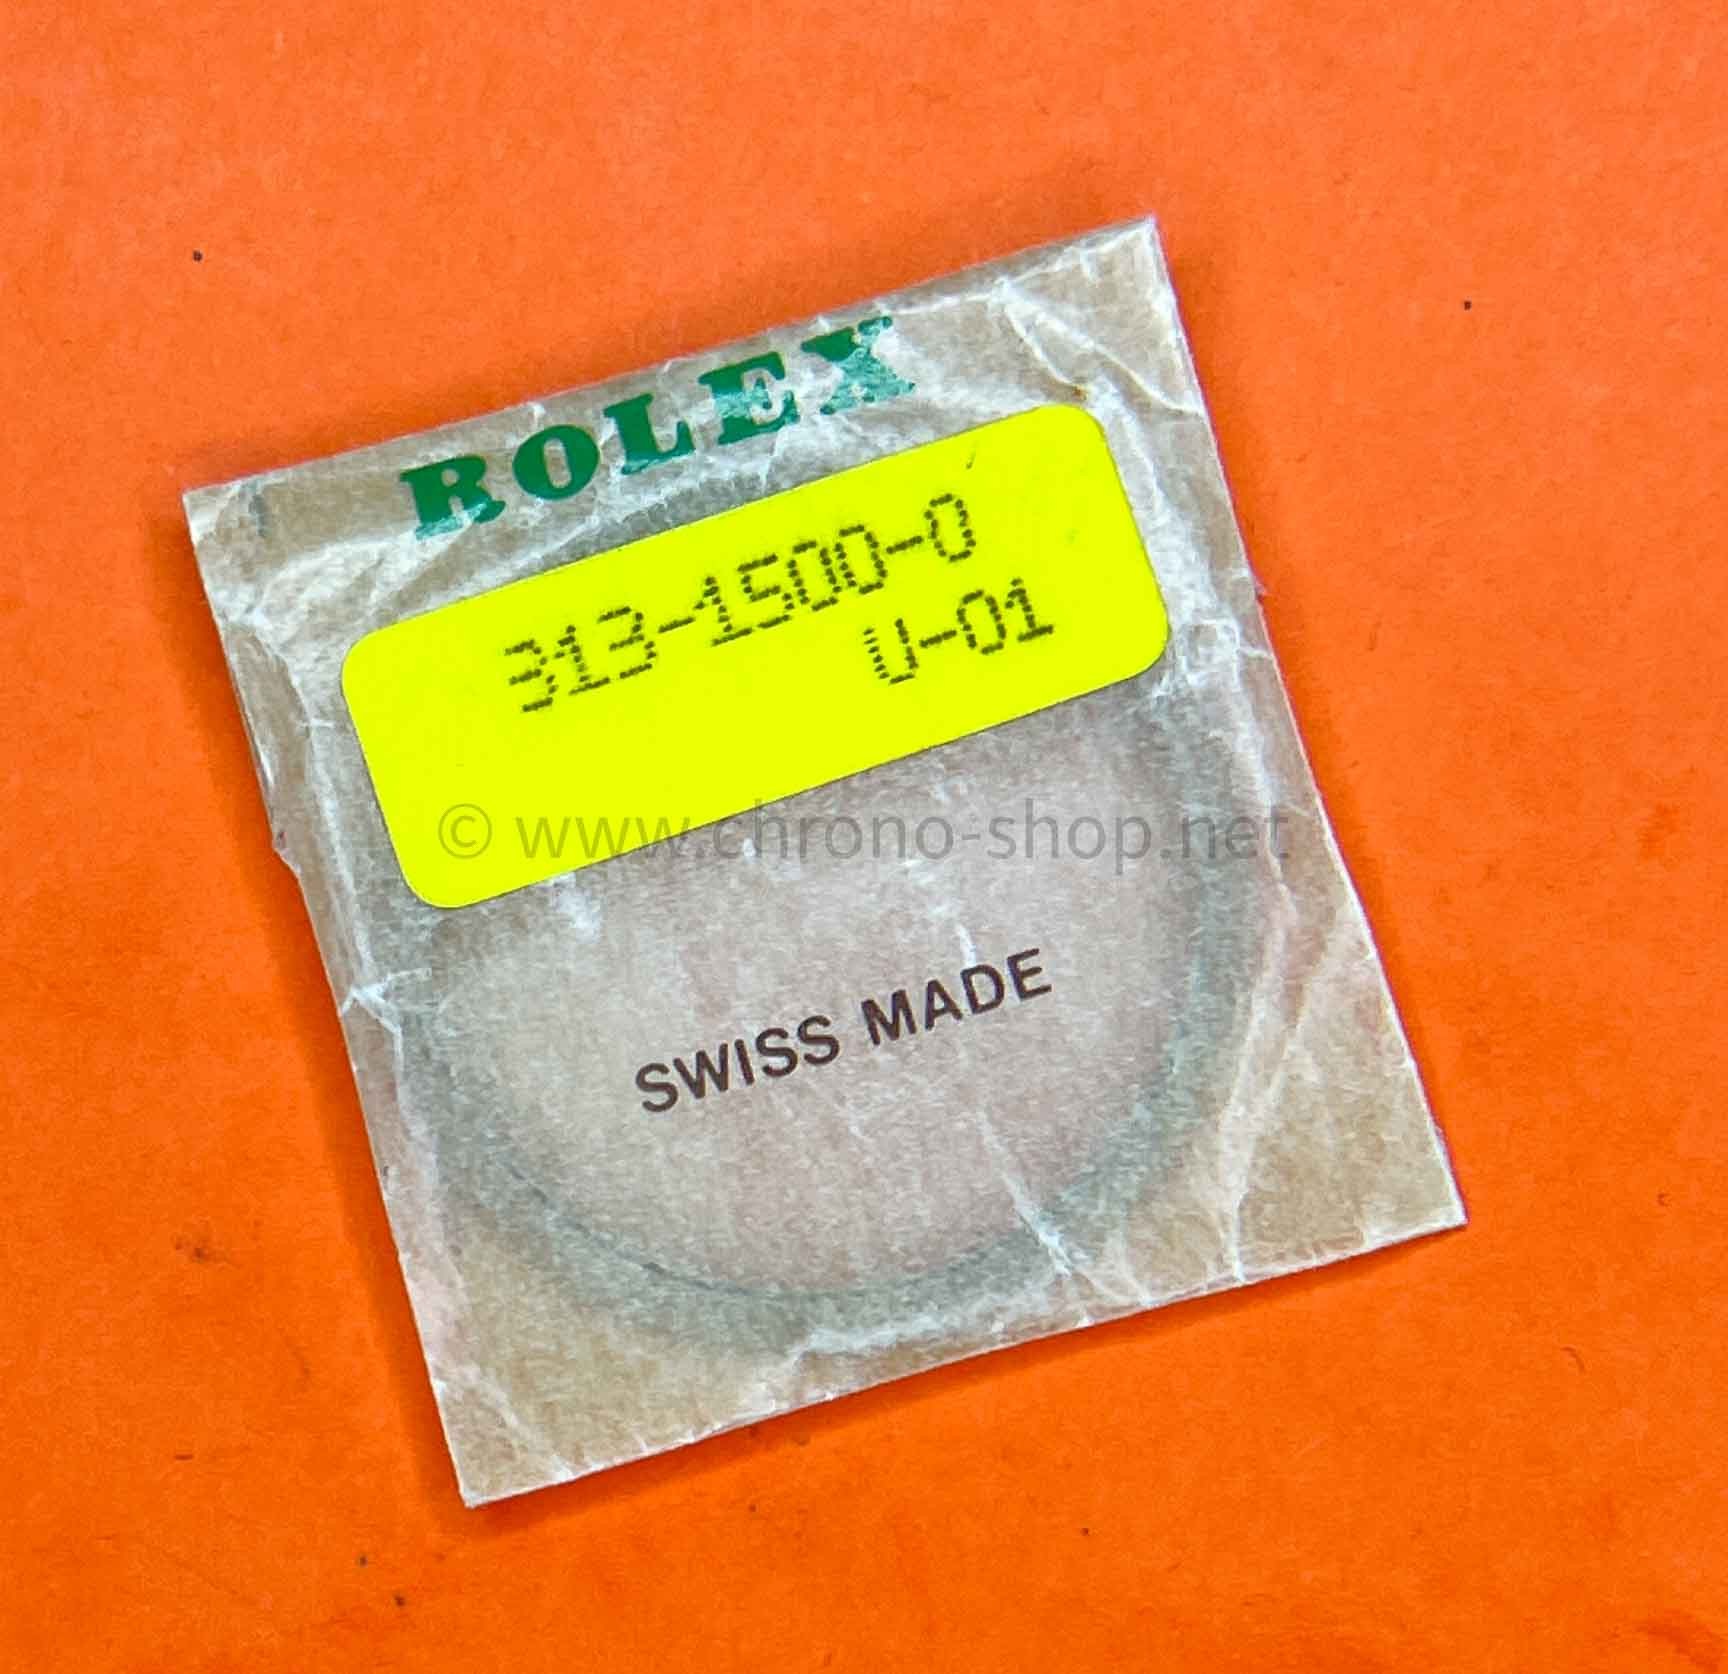 ROLEX
313-1500-0
U-01
© www.chrono-shop.net
SWISS MADE